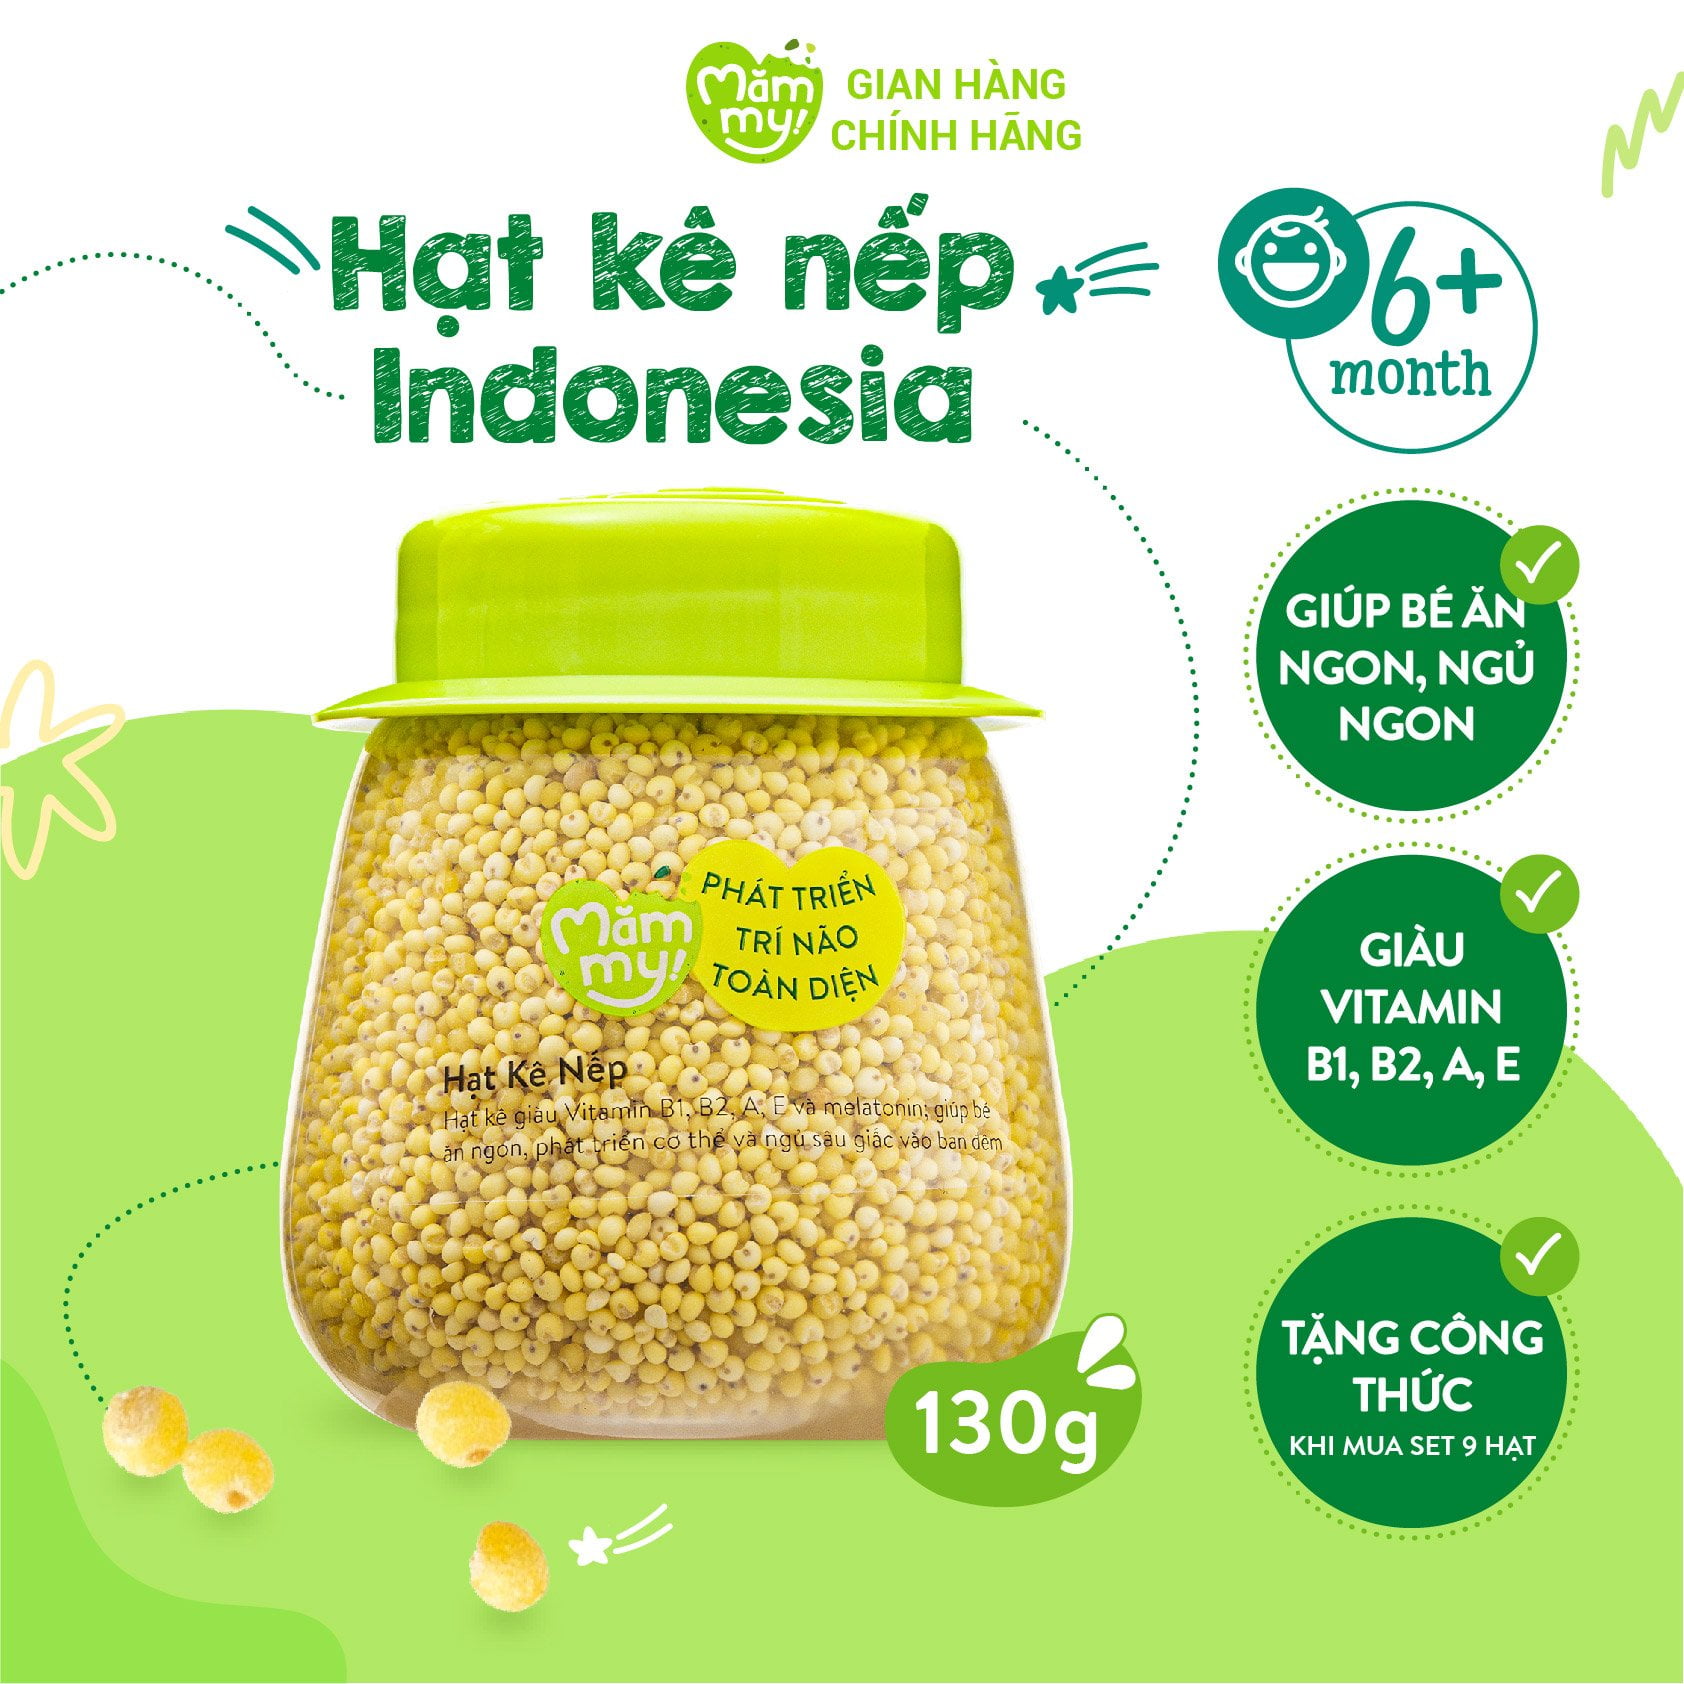 Măm
my!
GIAN HÀNG
CHÍNH HÃNG
Hạt kê nếp
Indonesia
6+
month
GIÚP BÉ ĂN
NGON, NGỦ
NGON
Măm
my!
PHÁT TRIỂN
TRÍ NÃO
TOÀN DIỆN
Hạt Kê Nếp
Hạt kê giàu Vitamin B1, B2, A, E và melatonin; giúp bé
ăn ngon, phát triển cơ thể và ngủ sâu giấc vào ban đêm
GIÀU
VITAMIN
B1, B2, A, E
TẶNG CÔNG
THỨC
KHI MUA SET 9 HẠT
130g